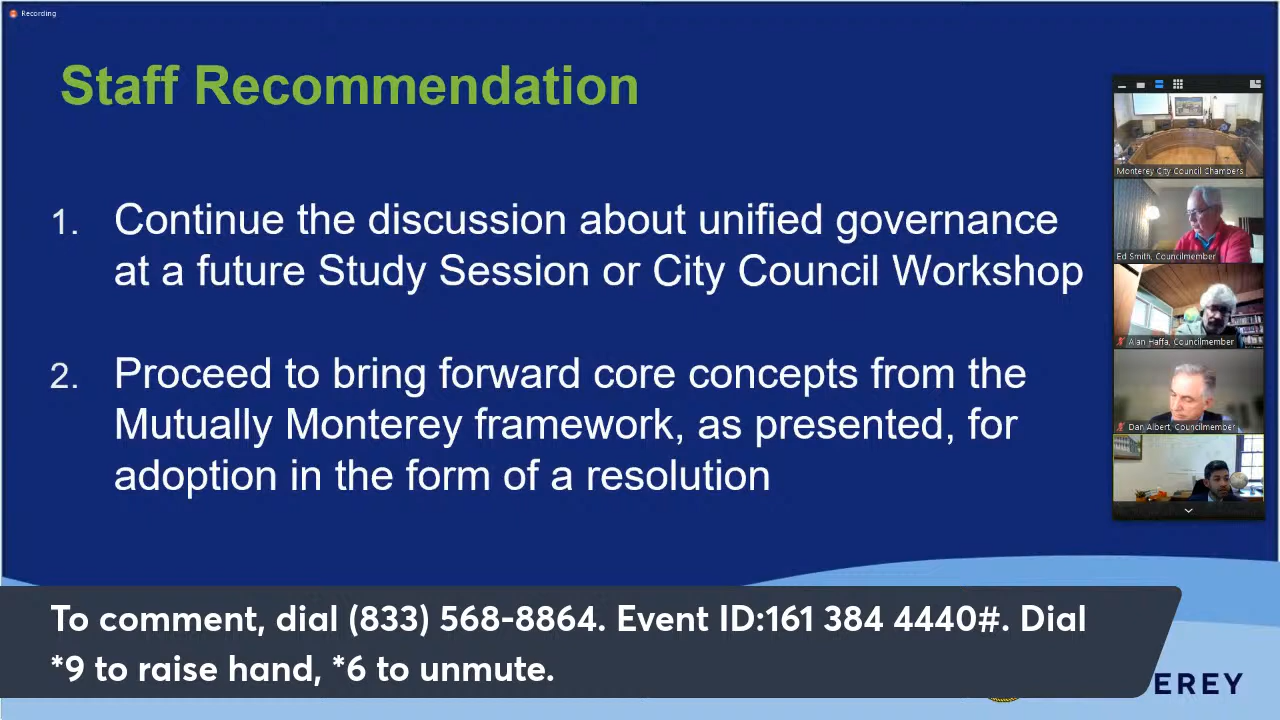 Recording
Staff Recommendation
1. Continue the discussion about unified governance
at a future Study Session or City Council Workshop
2. Proceed to bring forward core concepts from the
Mutually Monterey framework, as presented, for
adoption in the form of a resolution
Monterey City Council Chambers
Ed Smith, Councilmember
Alan Haffa, Councilmember
Dan Albert, Councilmember
To comment, dial (833) 568-8864. Event ID:161 384 4440#. Dial
*9 to raise hand, *6 to unmute.
EREY